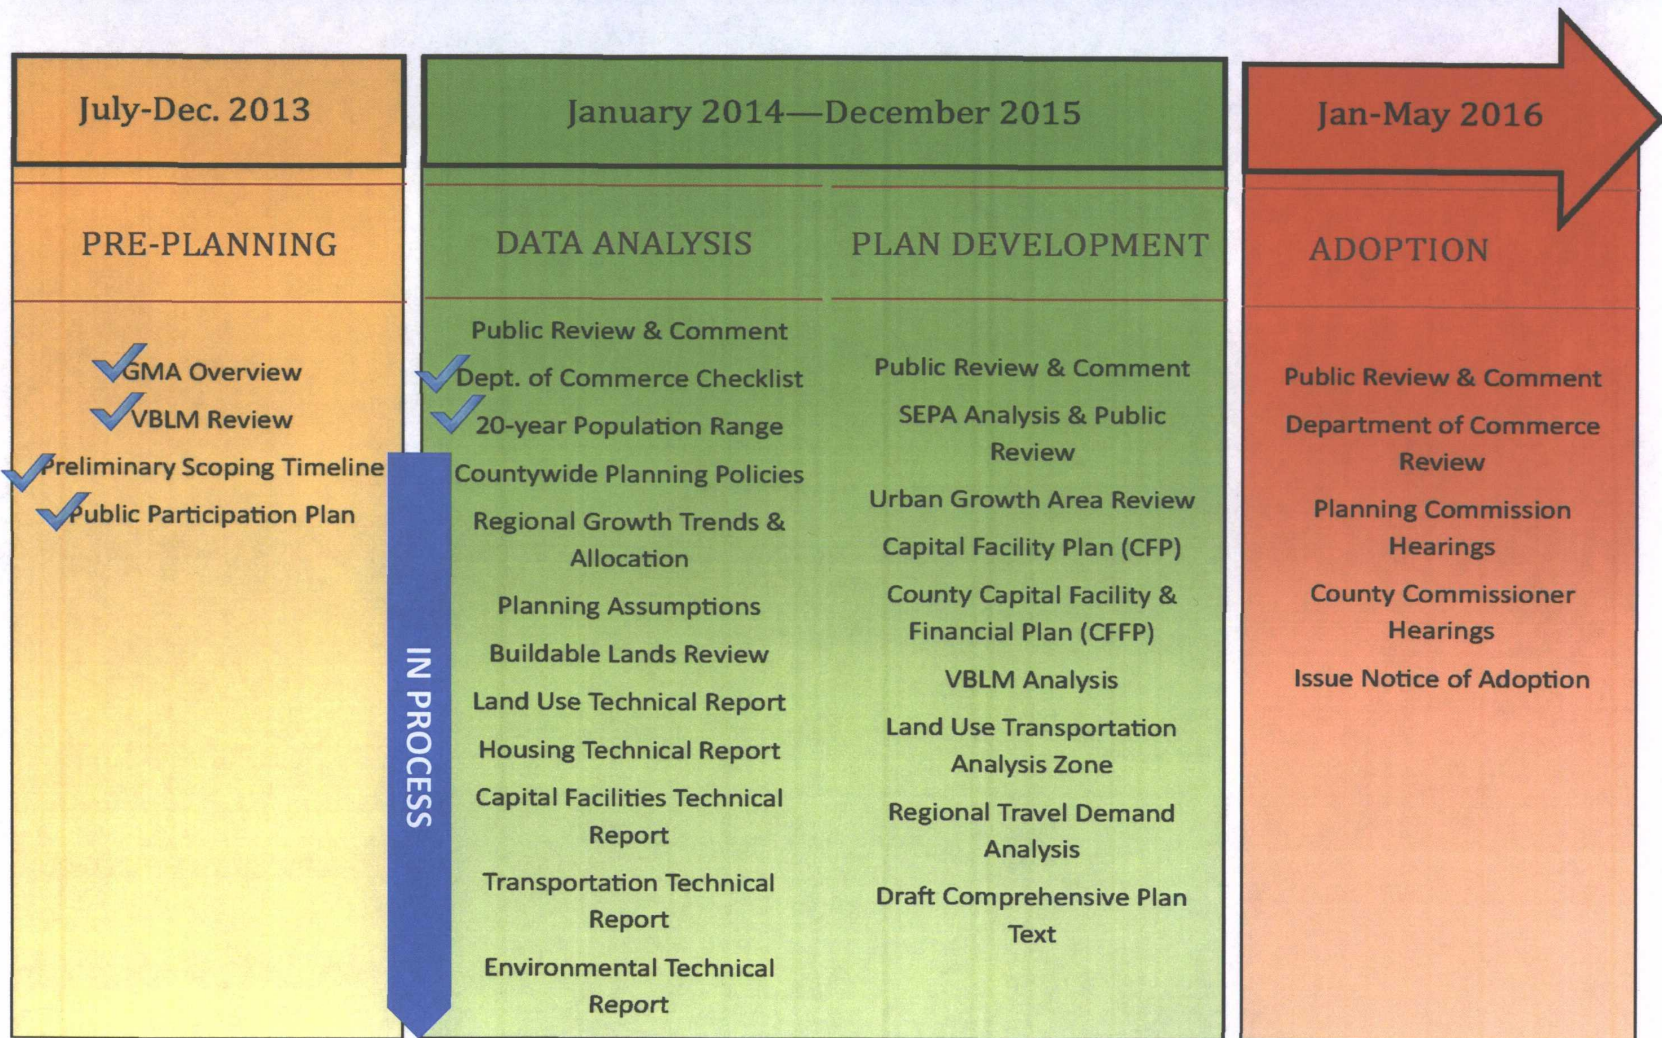 July-Dec. 2013
January 2014—December 2015
Jan-May 2016
PRE-PLANNING
GMA Overview
VBLM Review
Preliminary Scoping Timeline
Public Participation Plan
IN PROCESS
DATA ANALYSIS
Public Review & Comment
Dept. of Commerce Checklist
20-year Population Range
Countywide Planning Policies
Regional Growth Trends &
Allocation
Planning Assumptions
Buildable Lands Review
Land Use Technical Report
Housing Technical Report
Capital Facilities Technical
Report
Transportation Technical
Report
Environmental Technical
Report
PLAN DEVELOPMENT
Public Review & Comment
SEPA Analysis & Public
Review
Urban Growth Area Review
Capital Facility Plan (CFP)
County Capital Facility &
Financial Plan (CFFP)
VBLM Analysis
Land Use Transportation
Analysis Zone
Regional Travel Demand
Analysis
Draft Comprehensive Plan
Text
ADOPTION
Public Review & Comment
Department of Commerce
Review
Planning Commission
Hearings
County Commissioner
Hearings
Issue Notice of Adoption